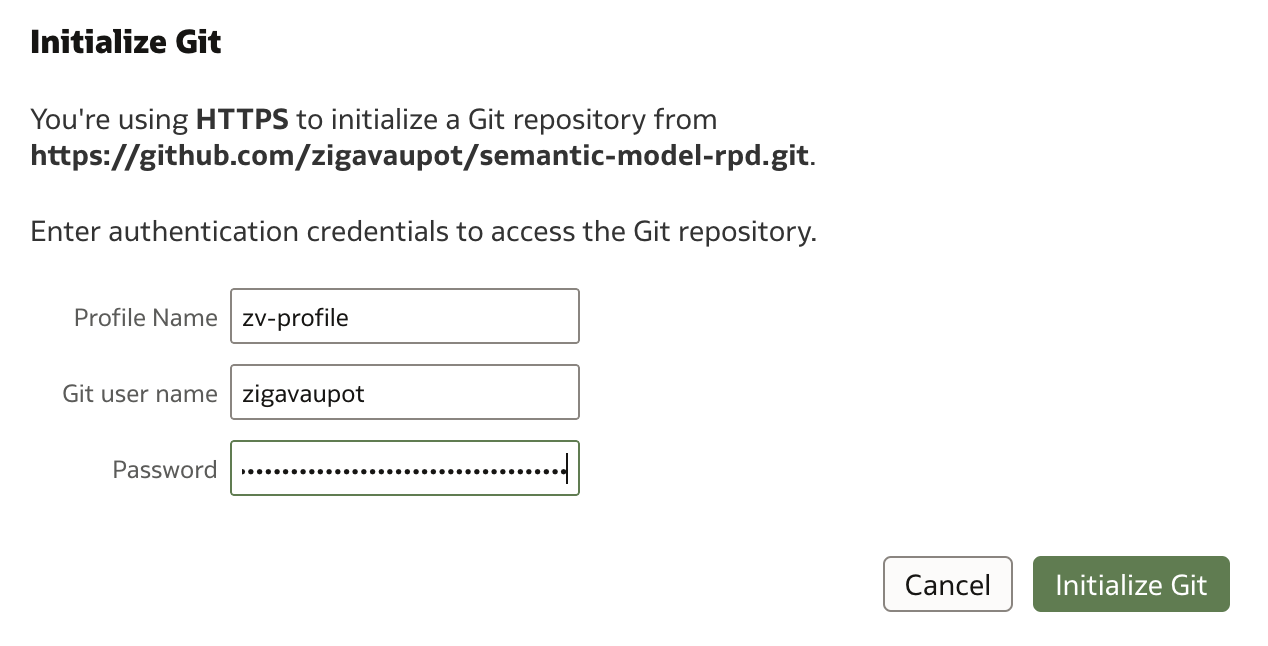 Initialize Git
You're using HTTPS to initialize a Git repository from
https://github.com/zigavaupot/semantic-model-rpd.git.
Enter authentication credentials to access the Git repository.
Profile Name zv-profile
Git user name zigavaupot
Password
Cancel Initialize Git